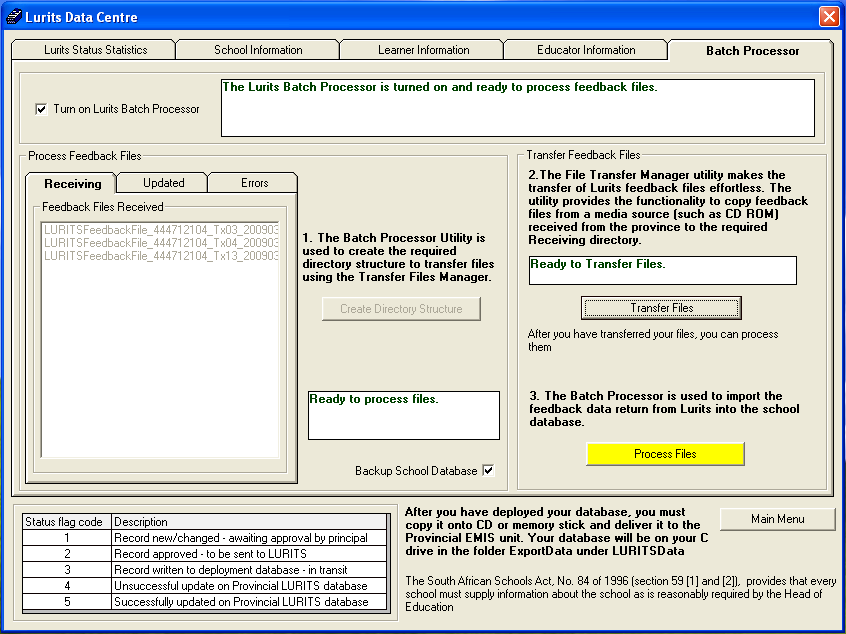 Lurits Data Centre
Lurits Status Statistics
School Information
Learner Information
Educator Information
Batch Processor
Turn on Lurits Batch Processor
The Lurits Batch Processor is turned on and ready to process feedback files.
Process Feedback Files
Receiving
Updated
Errors
Feedback Files Received
LURITSFeedbackFile_444712104_Tx03_200903
LURITSFeedbackFile_444712104_Tx04_200903
LURITSFeedbackFile_444712104_Tx13_200903
1. The Batch Processor Utility is
used to create the required
directory structure to transfer files
using the Transfer Files Manager.
Create Directory Structure
Ready to process files.
Backup School Database
Transfer Feedback Files
2.The File Transfer Manager utility makes the
transfer of Lurits feedback files effortless. The
utility provides the functionality to copy feedback
files from a media source (such as CD ROM)
received from the province to the required
Receiving directory.
Ready to Transfer Files.
Transfer Files
After you have transferred your files, you can process
them
3. The Batch Processor is used to import the
feedback data return from Lurits into the school
database.
Process Files
Status flag code Description
1 Record new/changed - awaiting approval by principal
2 Record approved - to be sent to LURITS
3 Record written to deployment database - in transit
4 Unsuccessful update on Provincial LURITS database
5 Successfully updated on Provincial LURITS database
After you have deployed your database, you must
copy it onto CD or memory stick and deliver it to the
Provincial EMIS unit. Your database will be on your C
drive in the folder ExportData under LURITSData
Main Menu
The South African Schools Act, No. 84 of 1996 (section 59 [1] and [2]), provides that every
school must supply information about the school as is reasonably required by the Head of
Education